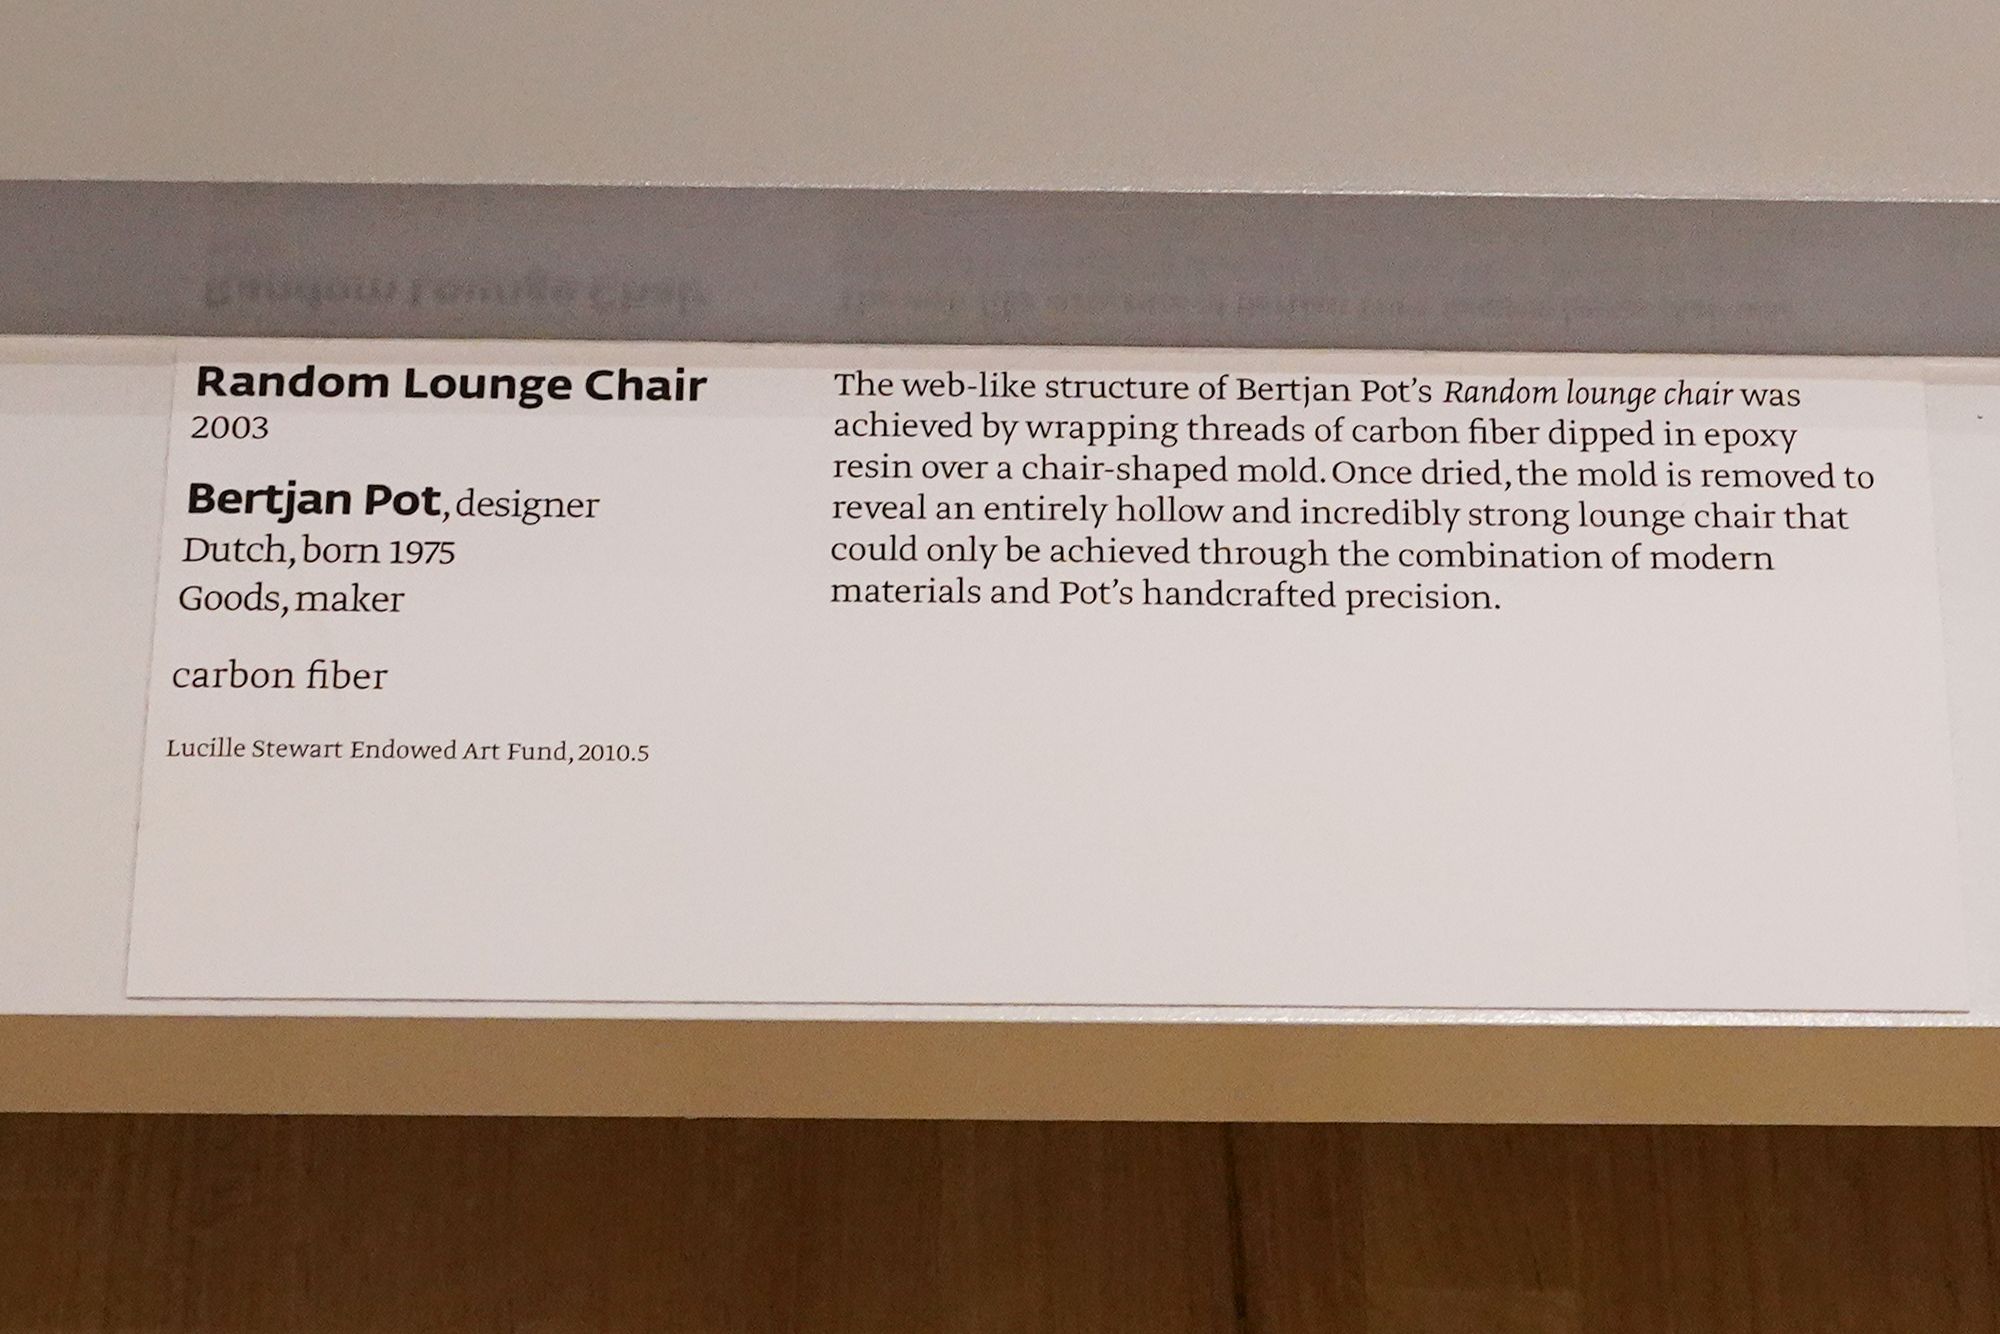 Random Lounge Chair
2003
Bertjan Pot, designer
Dutch, born 1975
Goods, maker
carbon fiber
Lucille Stewart Endowed Art Fund, 2010.5
The web-like structure of Bertjan Pot's Random lounge chair was
achieved by wrapping threads of carbon fiber dipped in epoxy
resin over a chair-shaped mold. Once dried, the mold is removed to
reveal an entirely hollow and incredibly strong lounge chair that
could only be achieved through the combination of modern
materials and Pot's handcrafted precision.